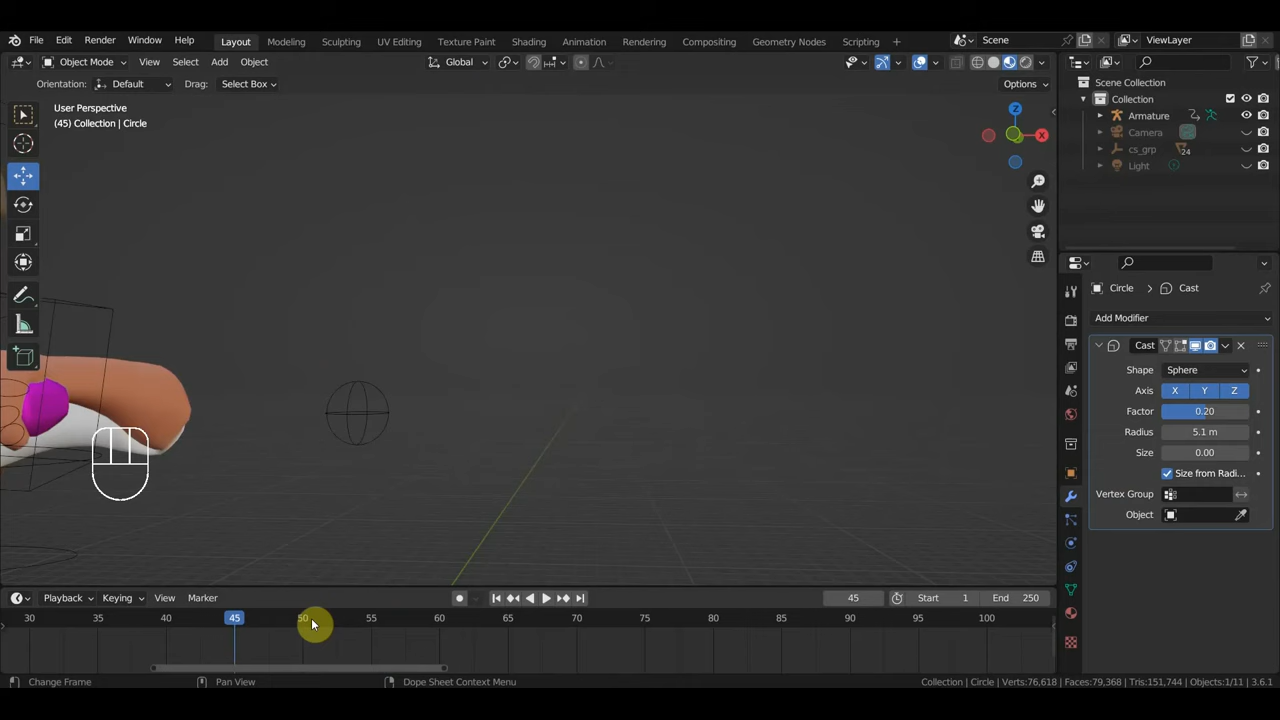 File Edit Render Window Help Layout Modeling Sculpting UV Editing Texture Paint Shading Animation Rendering Compositing Geometry Nodes Scripting + Scene ViewLayer
Object Mode View Select Add Object Global Options
Orientation: Default Drag: Select Box
User Perspective
(45) Collection | Circle
Z
X
Scene Collection
Collection
Armature
Camera
cs_grp 24
Light
Circle > Cast
Add Modifier
Cast
Shape Sphere
Axis X Y Z
Factor 0.20
Radius 5.1 m
Size 0.00
Size from Radi...
Vertex Group
Object
Playback Keying View Marker 45 Start 1 End 250
30 35 40 45 50 55 60 65 70 75 80 85 90 95 100
Change Frame Pan View Dope Sheet Context Menu Collection | Circle | Verts:76,618 | Faces:79,368 | Tris:151,744 | Objects:1/11 | 3.6.1